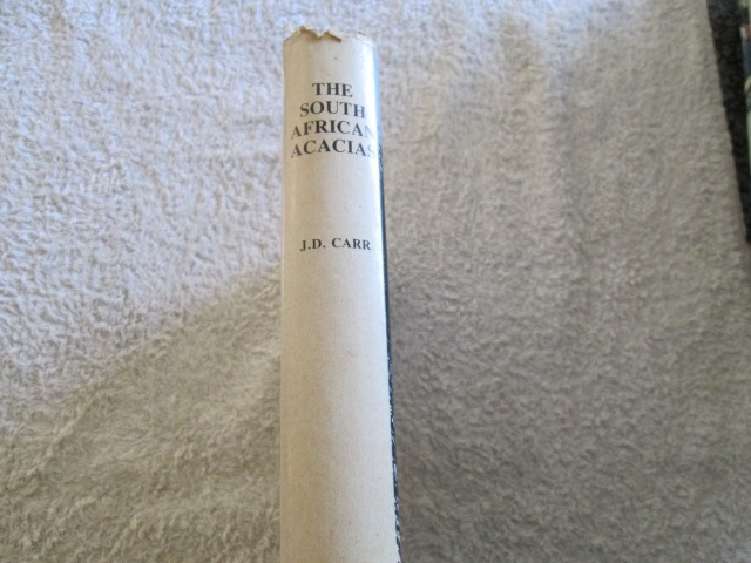 THE
SOUTH
AFRICAN
ACACIAS
J.D. CARR